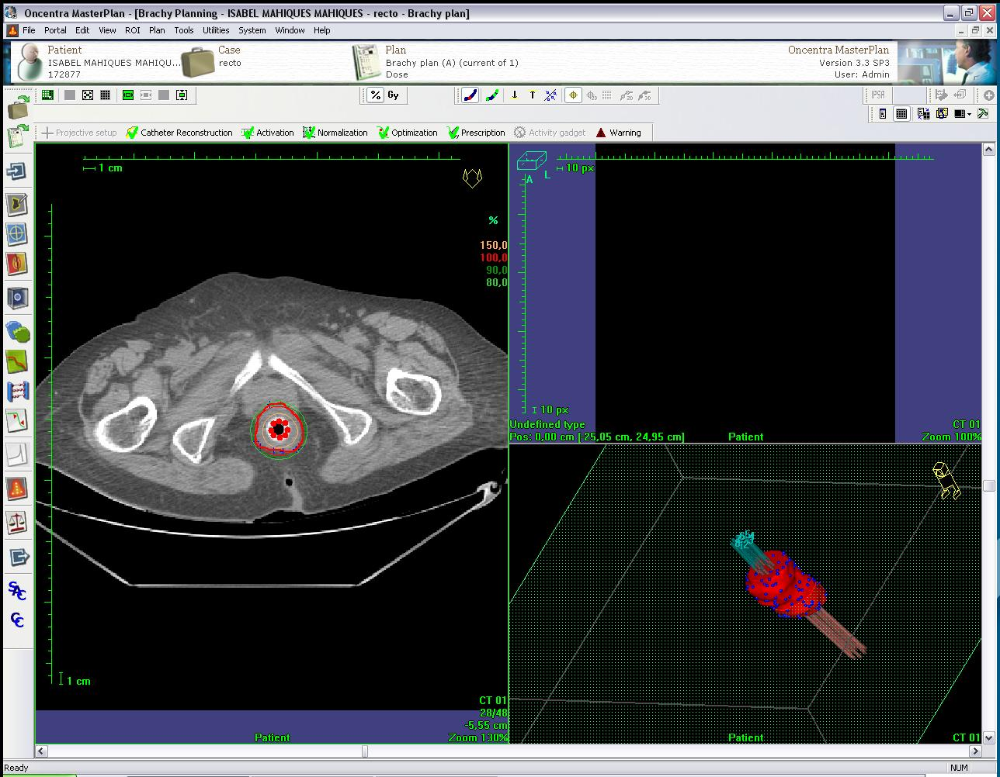 Oncentra MasterPlan - [Brachy Planning - ISABEL MAHIQUES MAHIQUES - recto - Brachy plan]
File Portal Edit View ROI Plan Tools Utilities System Window Help
Patient
ISABEL MAHIQUES MAHIQU...
172877
Case
recto
Plan
Brachy plan (A) (current of 1)
Dose
Oncentra MasterPlan
Version 3.3 SP3
User: Admin
% Gy
IPSA
Projective setup Catheter Reconstruction Activation Normalization Optimization Prescription Activity gadget Warning
1 cm
%
150,0
100,0
90,0
80,0
1 cm
CT 01
28/48
-5,55 cm
Patient Zoom 130%
10 px
A L
10 px
Undefined type CT 01
Pos: 0,00 cm [-25,05 cm, 24,95 cm] Patient Zoom 100%
Patient CT 01
Ready NUM